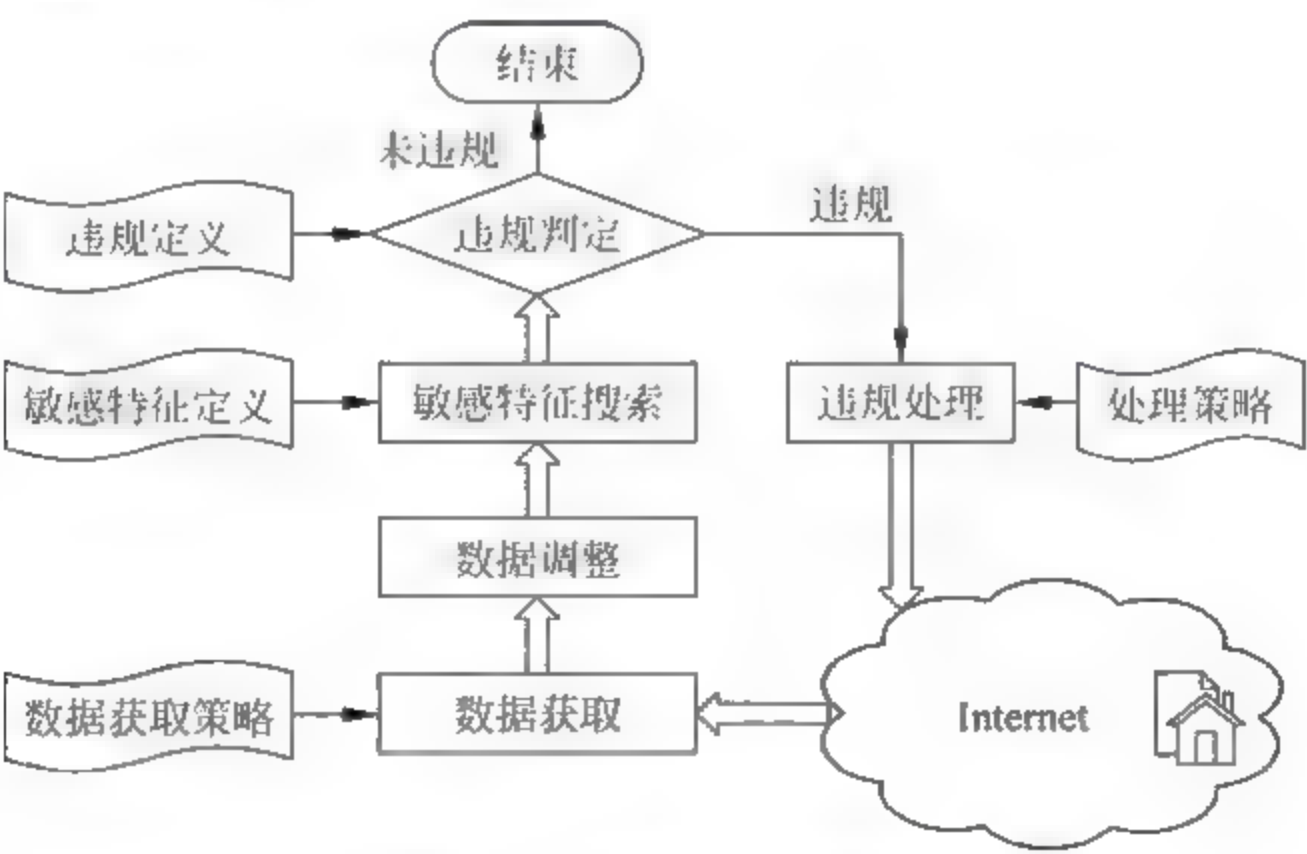 结束
未违规
违规
违规定义
违规判定
敏感特征定义
敏感特征搜索
违规处理
处理策略
数据调整
数据获取策略
数据获取
Internet